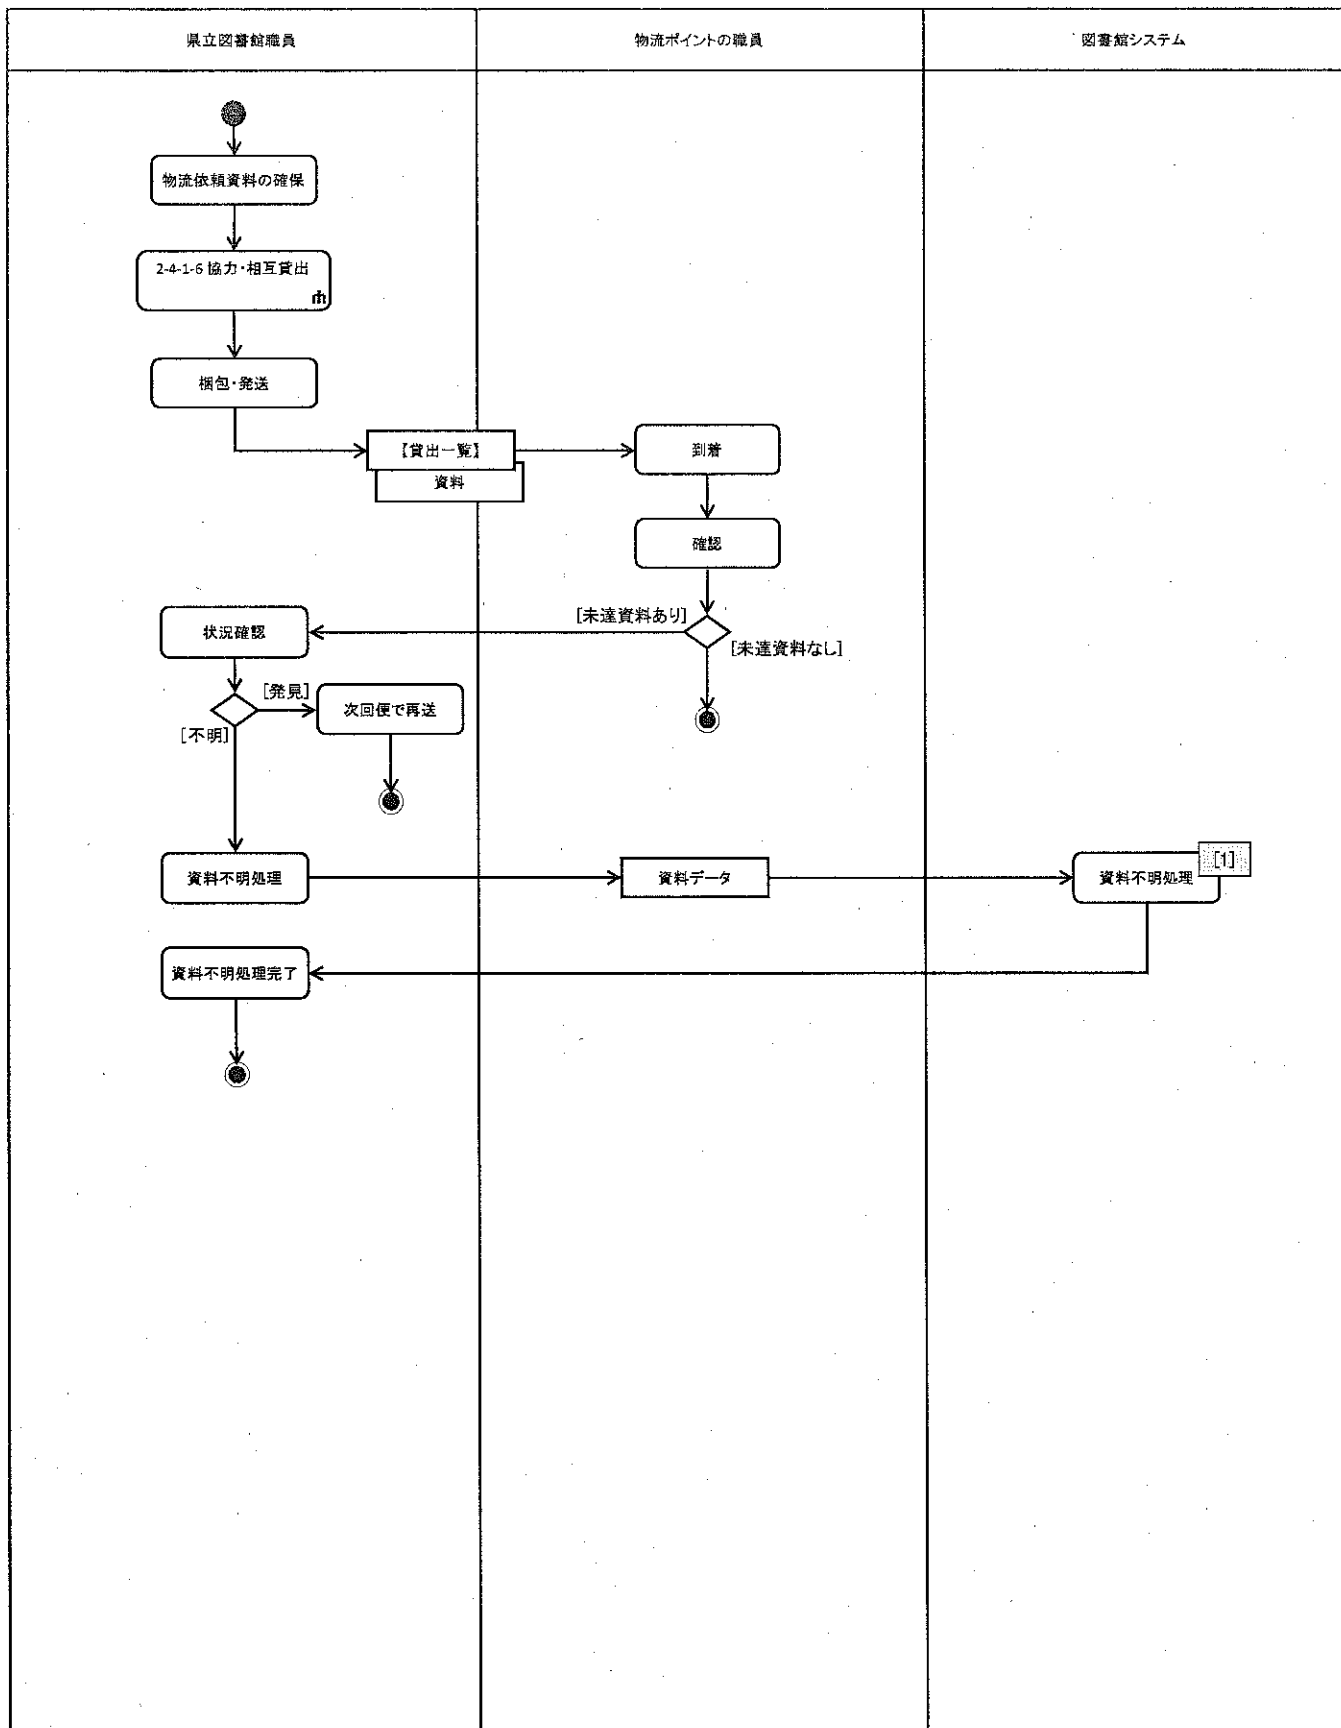 県立図書館職員
物流ポイントの職員
図書館システム
物流依頼資料の確保
2-4-1-6 協力・相互貸出
梱包・発送
【貸出一覧】
資料
到着
確認
[未達資料あり]
[未達資料なし]
状況確認
[発見]
次回便で再送
[不明]
資料不明処理
資料データ
資料不明処理
[1]
資料不明処理完了